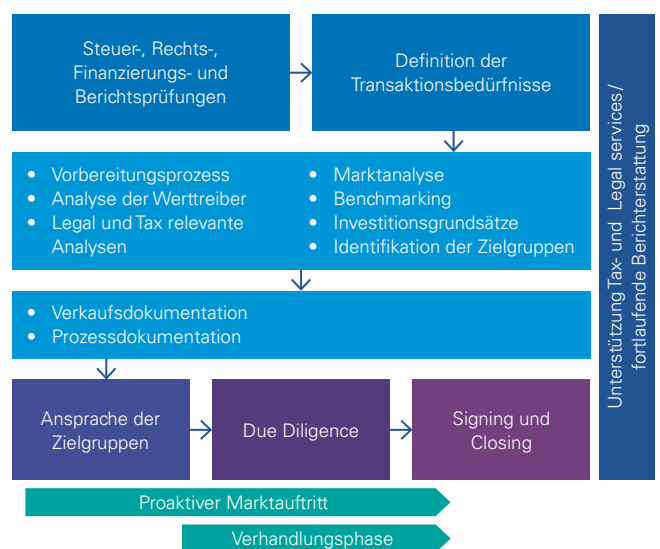 Steuer-, Rechts-,
Finanzierungs- und
Berichtsprüfungen
Definition der
Transaktionsbedürfnisse
• Vorbereitungsprozess
• Analyse der Werttreiber
• Legal und Tax relevante
Analysen
• Marktanalyse
• Benchmarking
• Investitionsgrundsätze
• Identifikation der Zielgruppen
• Verkaufsdokumentation
• Prozessdokumentation
Ansprache der
Zielgruppen
Due Diligence
Signing und
Closing
Proaktiver Marktauftritt
Verhandlungsphase
Unterstützung Tax- und Legal services/
fortlaufende Berichterstattung